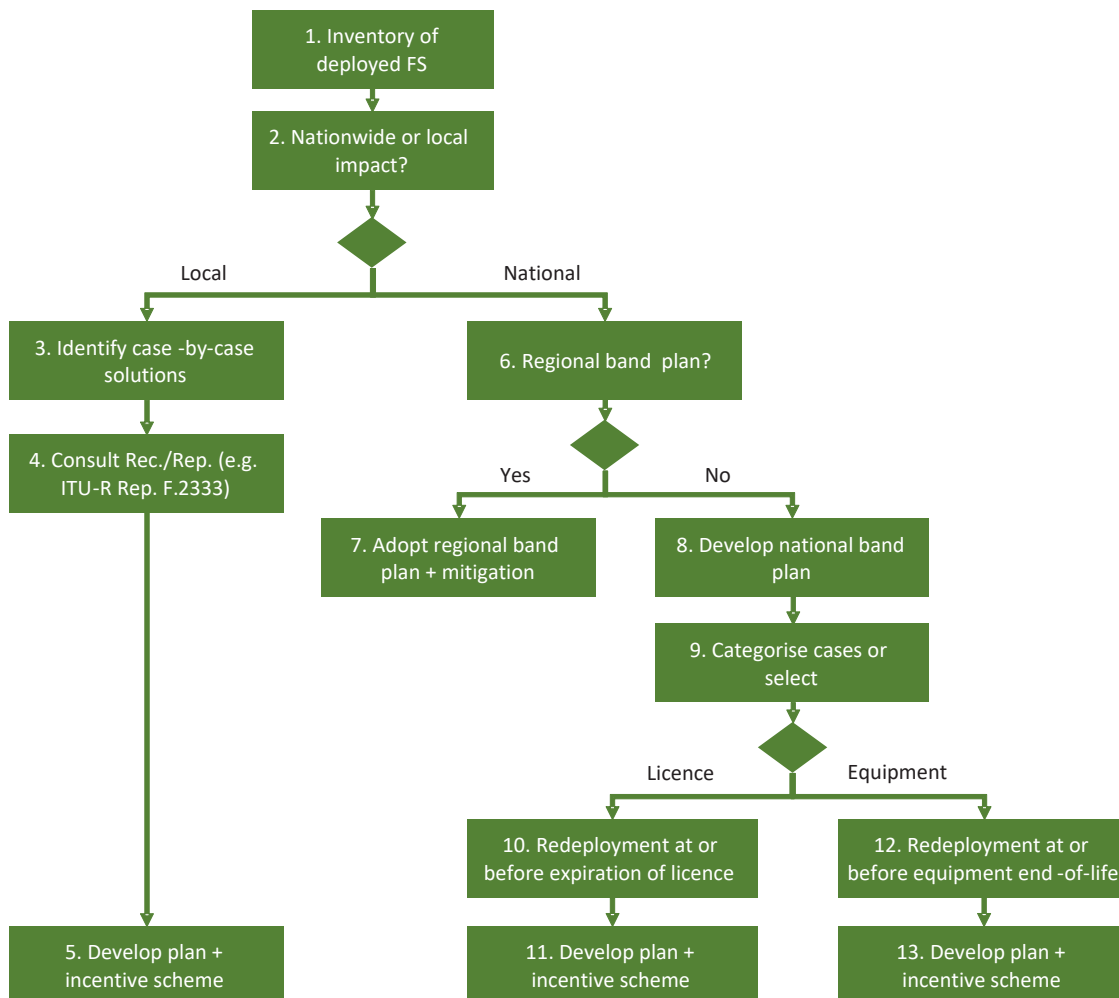 1. Inventory of
deployed FS
2. Nationwide or local
impact?
Local
National
3. Identify case -by-case
solutions
6. Regional band plan?
4. Consult Rec./Rep. (e.g.
ITU-R Rep. F.2333)
Yes
No
7. Adopt regional band
plan + mitigation
8. Develop national band
plan
9. Categorise cases or
select
Licence
Equipment
10. Redeployment at or
before expiration of licence
12. Redeployment at or
before equipment end -of-life
5. Develop plan +
incentive scheme
11. Develop plan +
incentive scheme
13. Develop plan +
incentive scheme